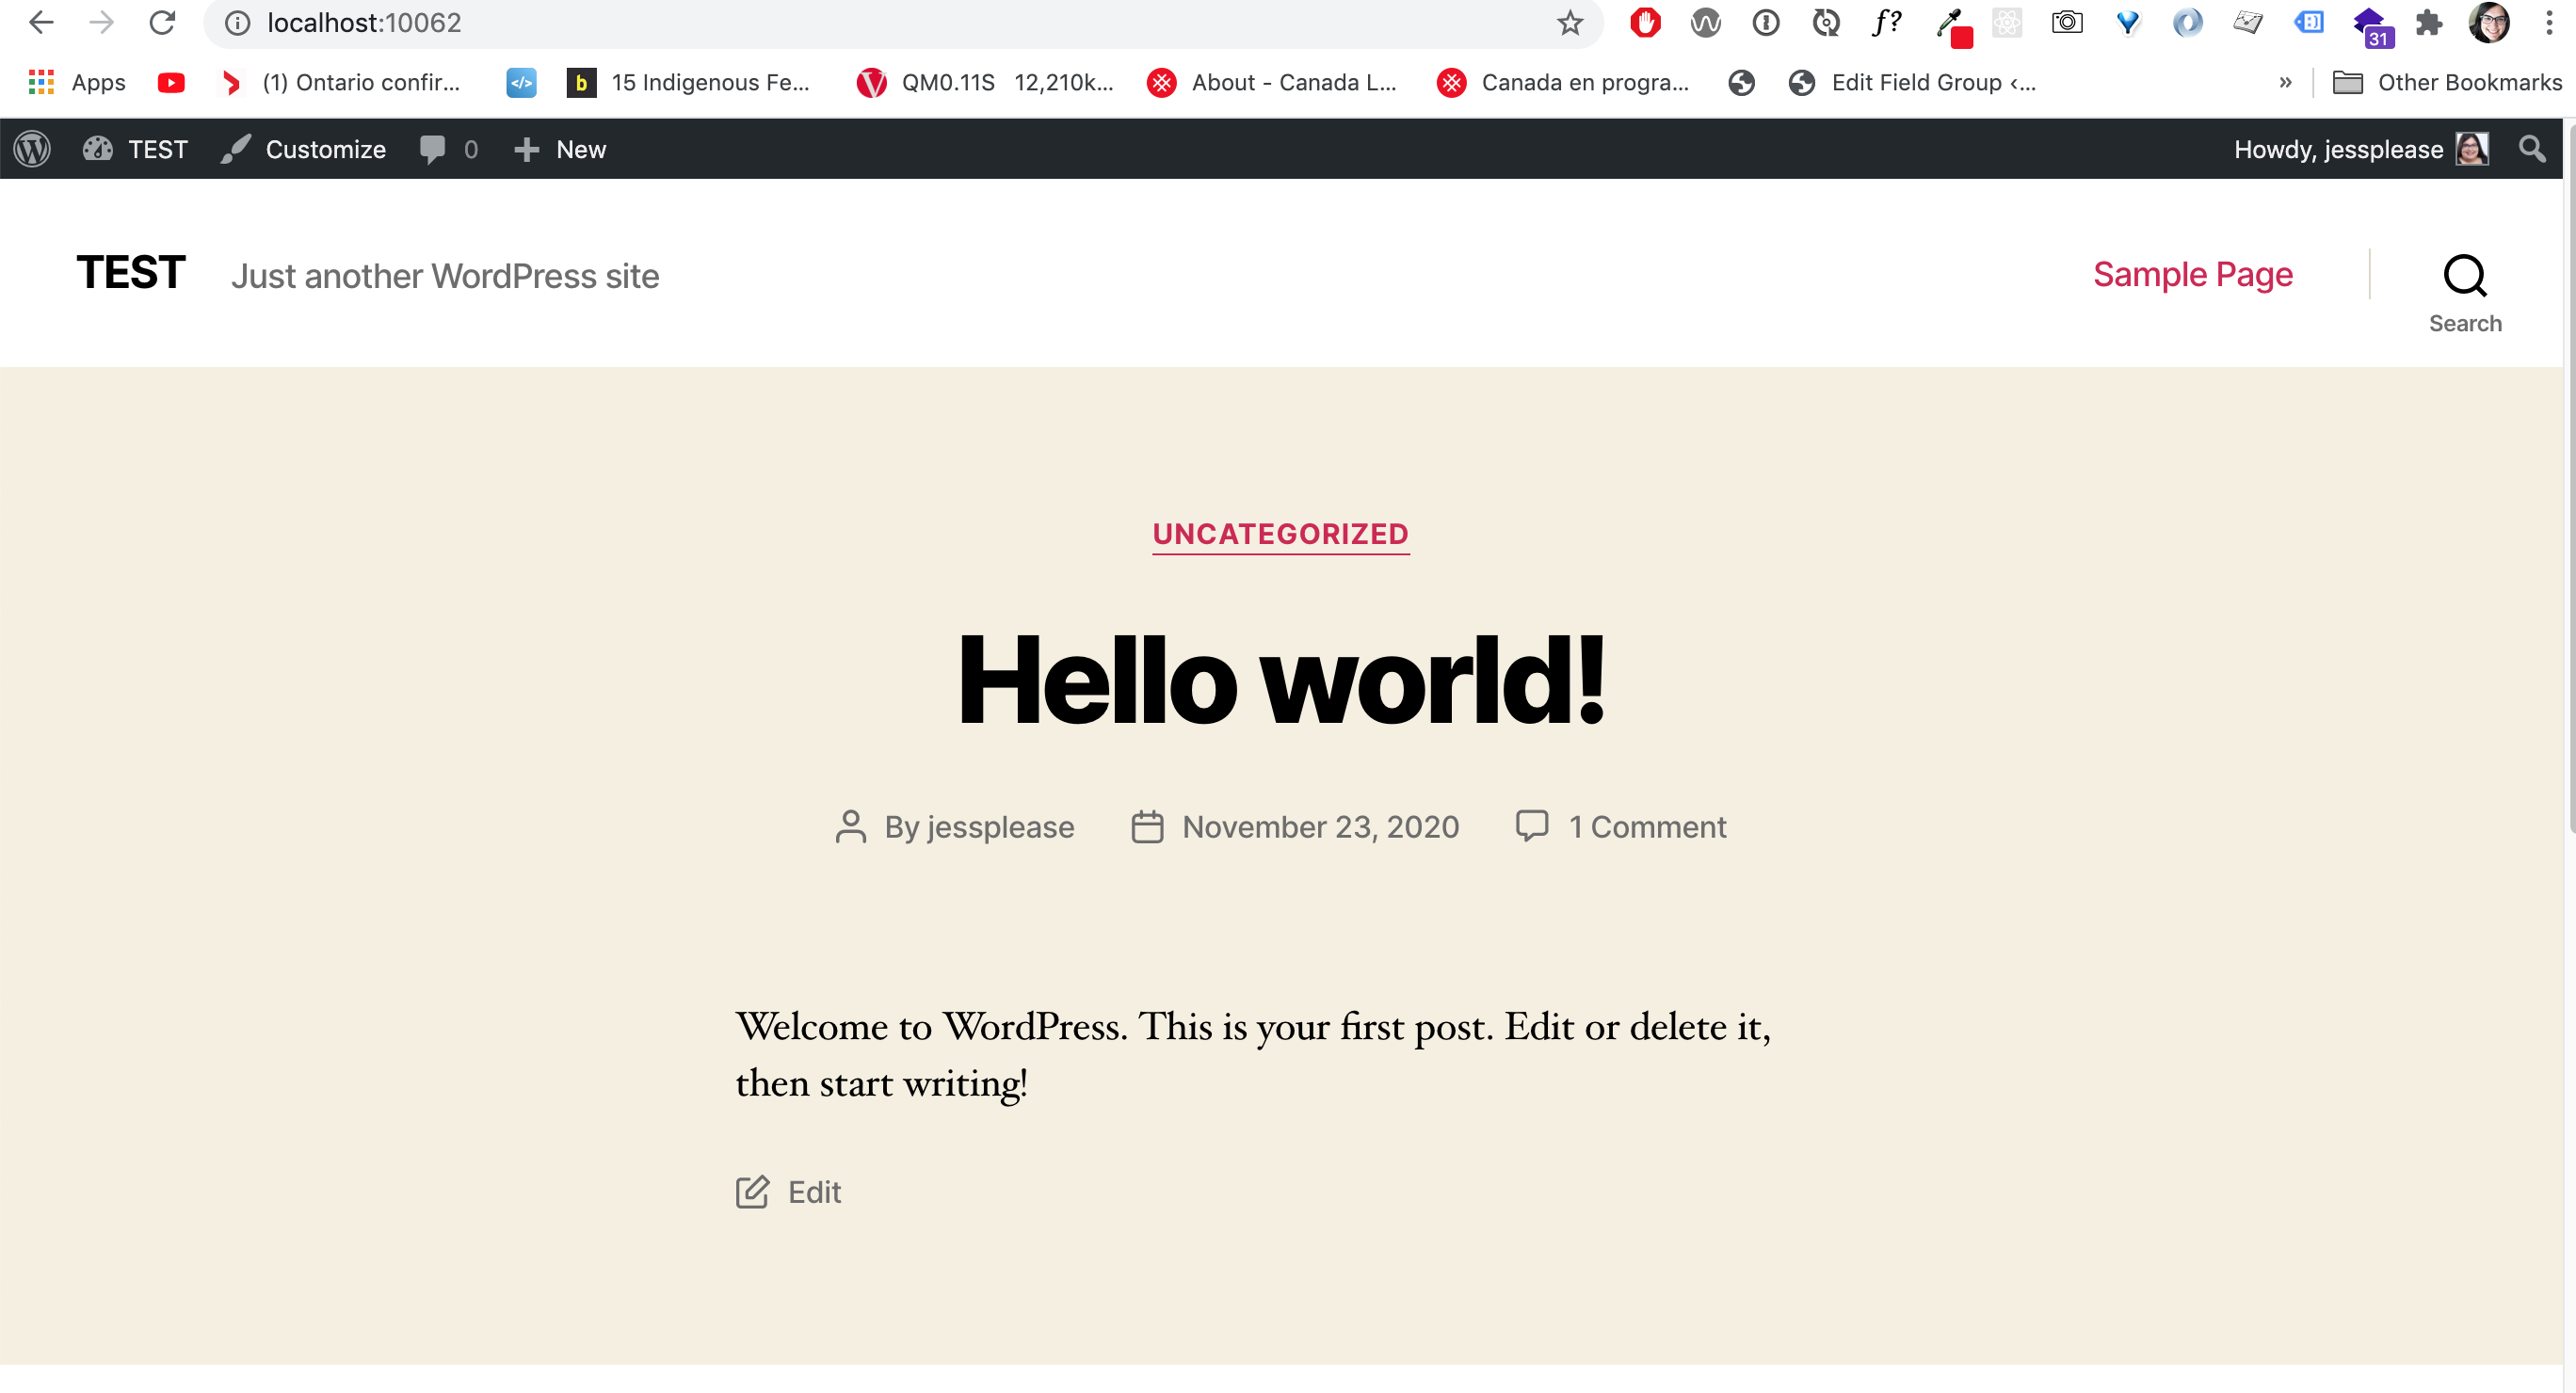 localhost:10062
f?
31
Apps
(1) Ontario confir...
</>
b
15 Indigenous Fe...
V
QM0.11S 12,210k...
About - Canada L...
Canada en progra...
Edit Field Group ‹...
»
Other Bookmarks
TEST
Customize
0
New
Howdy, jessplease
TEST
Just another WordPress site
Sample Page
Search
UNCATEGORIZED
Hello world!
By jessplease
November 23, 2020
1 Comment
Welcome to WordPress. This is your first post. Edit or delete it,
then start writing!
Edit